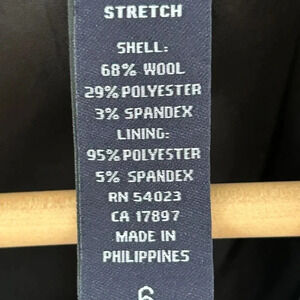 STRETCH
SHELL:
68% WOOL
29% POLYESTER
3% SPANDEX
LINING:
95% POLYESTER
5% SPANDEX
RN 54023
CA 17897
MADE IN
PHILIPPINES